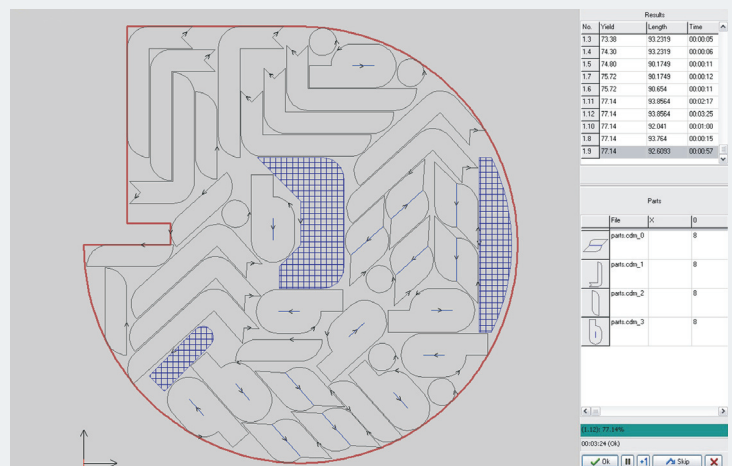 Results
No. Yield Length Time
1.3 73.38 93.2319 00:00:05
1.4 74.30 93.2319 00:00:06
1.5 74.80 90.1749 00:00:11
1.7 75.72 90.1749 00:00:12
1.6 75.72 90.654 00:00:11
1.11 77.14 93.8564 00:02:17
1.12 77.14 93.8564 00:03:25
1.10 77.14 92.041 00:01:00
1.8 77.14 93.764 00:00:15
1.9 77.14 92.6093 00:00:57
Parts
File X 0
parts.cdm_0 8
parts.cdm_1 8
parts.cdm_2 8
parts.cdm_3 8
(1.12): 77.14%
00:03:24 (Ok)
Ok +1 Skip